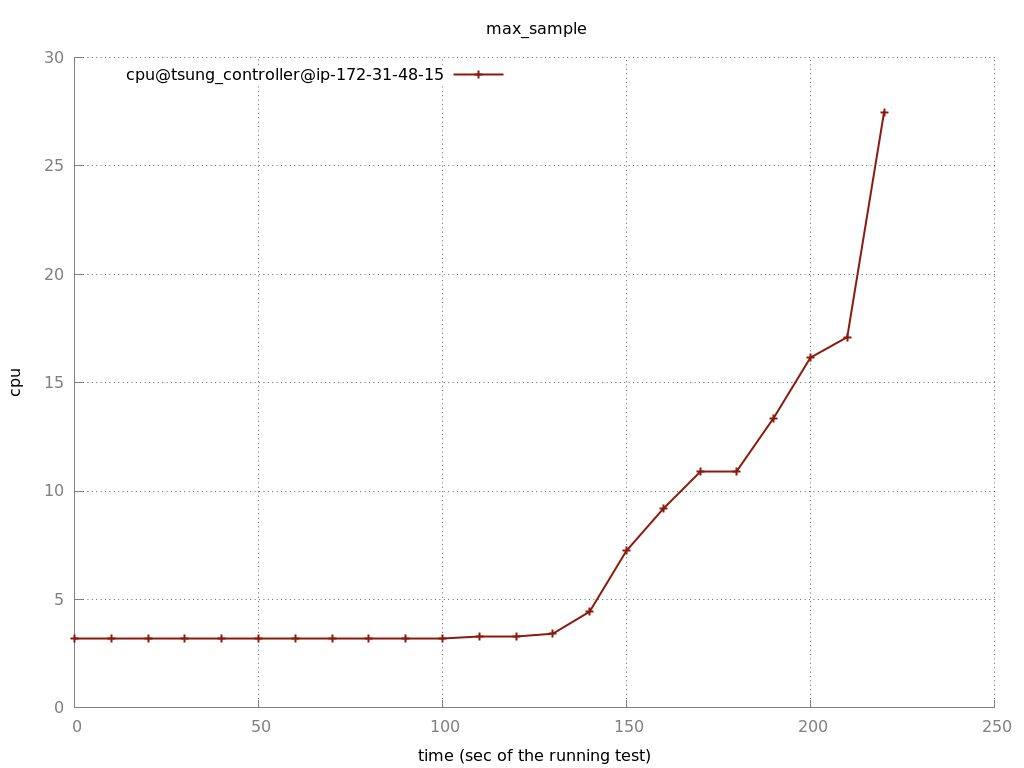 max_sample
30
cpu@tsung_controller@ip-172-31-48-15
25
20
15
cpu
10
5
0
0 50 100 150 200 250
time (sec of the running test)